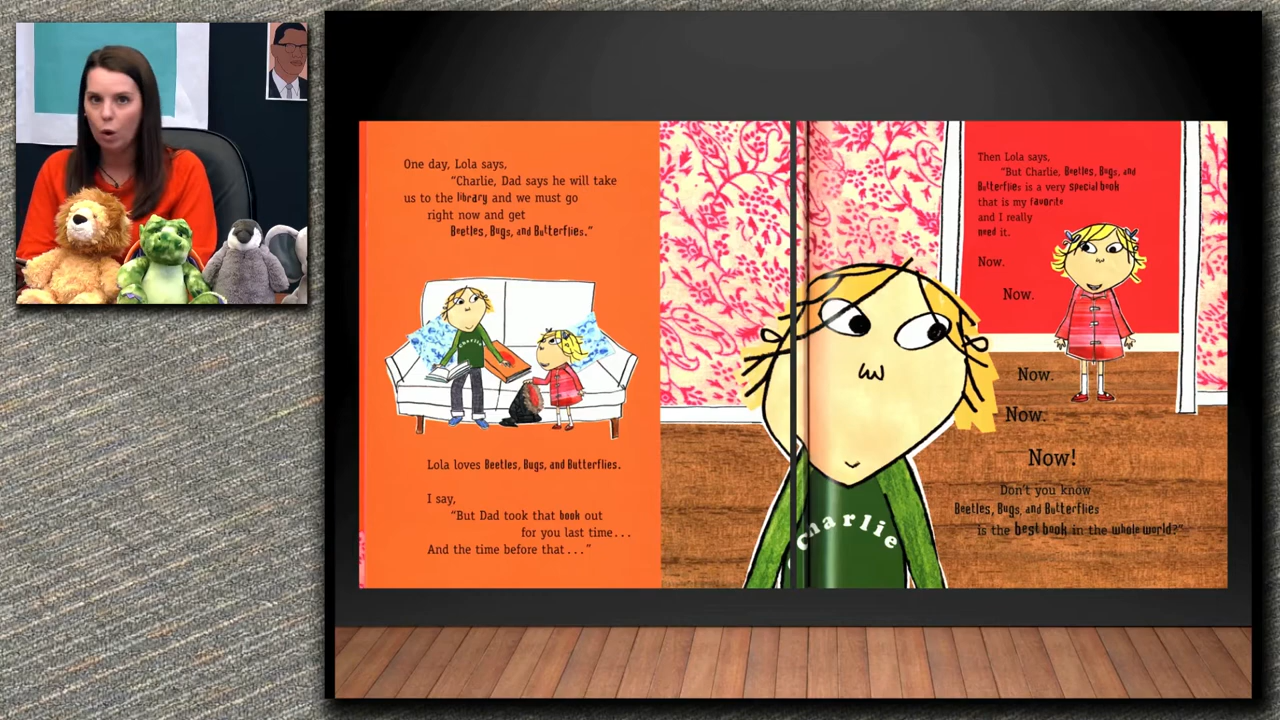 One day, Lola says,
"Charlie, Dad says he will take
us to the library and we must go
right now and get
Beetles, Bugs, and Butterflies."
Charlie
Lola loves Beetles, Bugs, and Butterflies.
I say,
"But Dad took that book out
for you last time...
And the time before that..."
Charlie
Then Lola says,
"But Charlie, Beetles, Bugs, and
Butterflies is a very special book
that is my favorite
and I really
need it.
Now.
Now.
Now.
Now.
Now!
Don't you know
Beetles, Bugs, and Butterflies
is the best book in the whole world?"